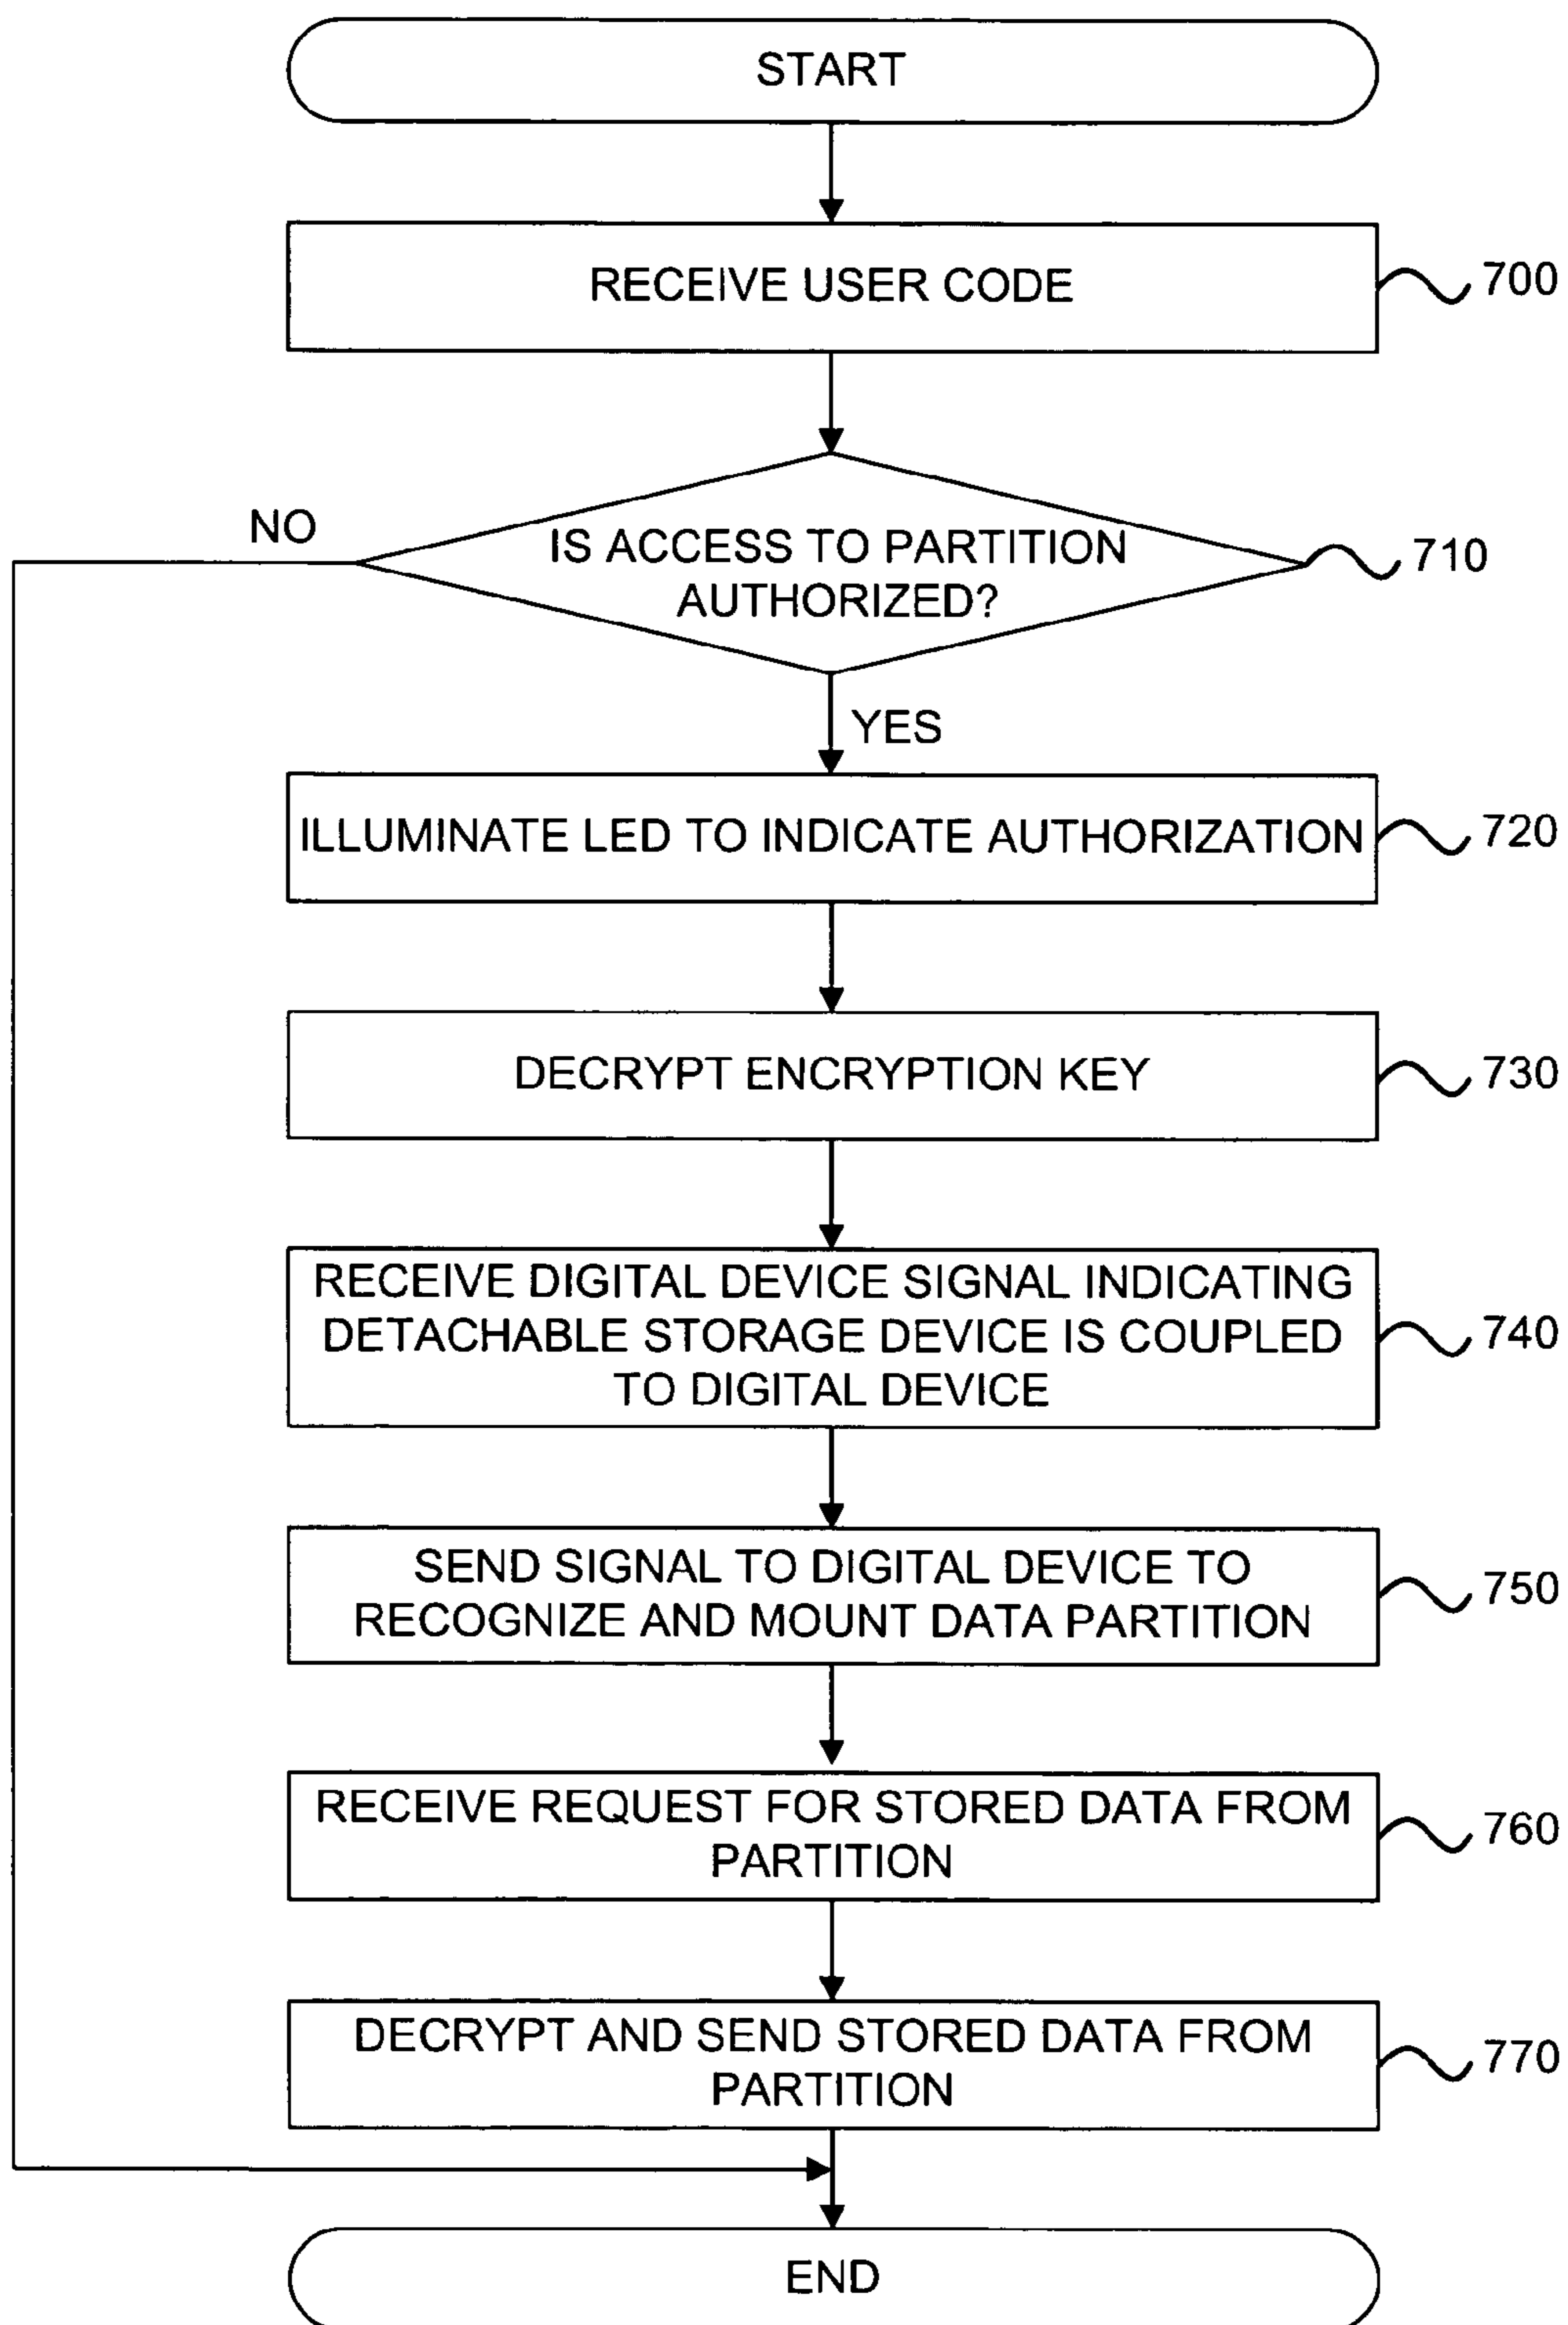 START
RECEIVE USER CODE
700
NO
IS ACCESS TO PARTITION
AUTHORIZED?
710
YES
ILLUMINATE LED TO INDICATE AUTHORIZATION
720
DECRYPT ENCRYPTION KEY
730
RECEIVE DIGITAL DEVICE SIGNAL INDICATING
DETACHABLE STORAGE DEVICE IS COUPLED
TO DIGITAL DEVICE
740
SEND SIGNAL TO DIGITAL DEVICE TO
RECOGNIZE AND MOUNT DATA PARTITION
750
RECEIVE REQUEST FOR STORED DATA FROM
PARTITION
760
DECRYPT AND SEND STORED DATA FROM
PARTITION
770
END